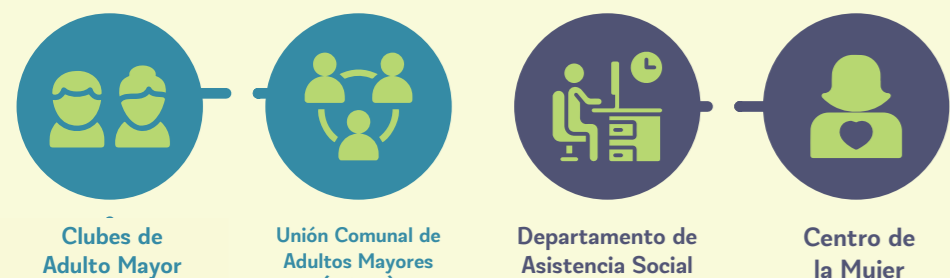 Clubes de
Adulto Mayor
Unión Comunal de
Adultos Mayores
Departamento de
Asistencia Social
Centro de
la Mujer